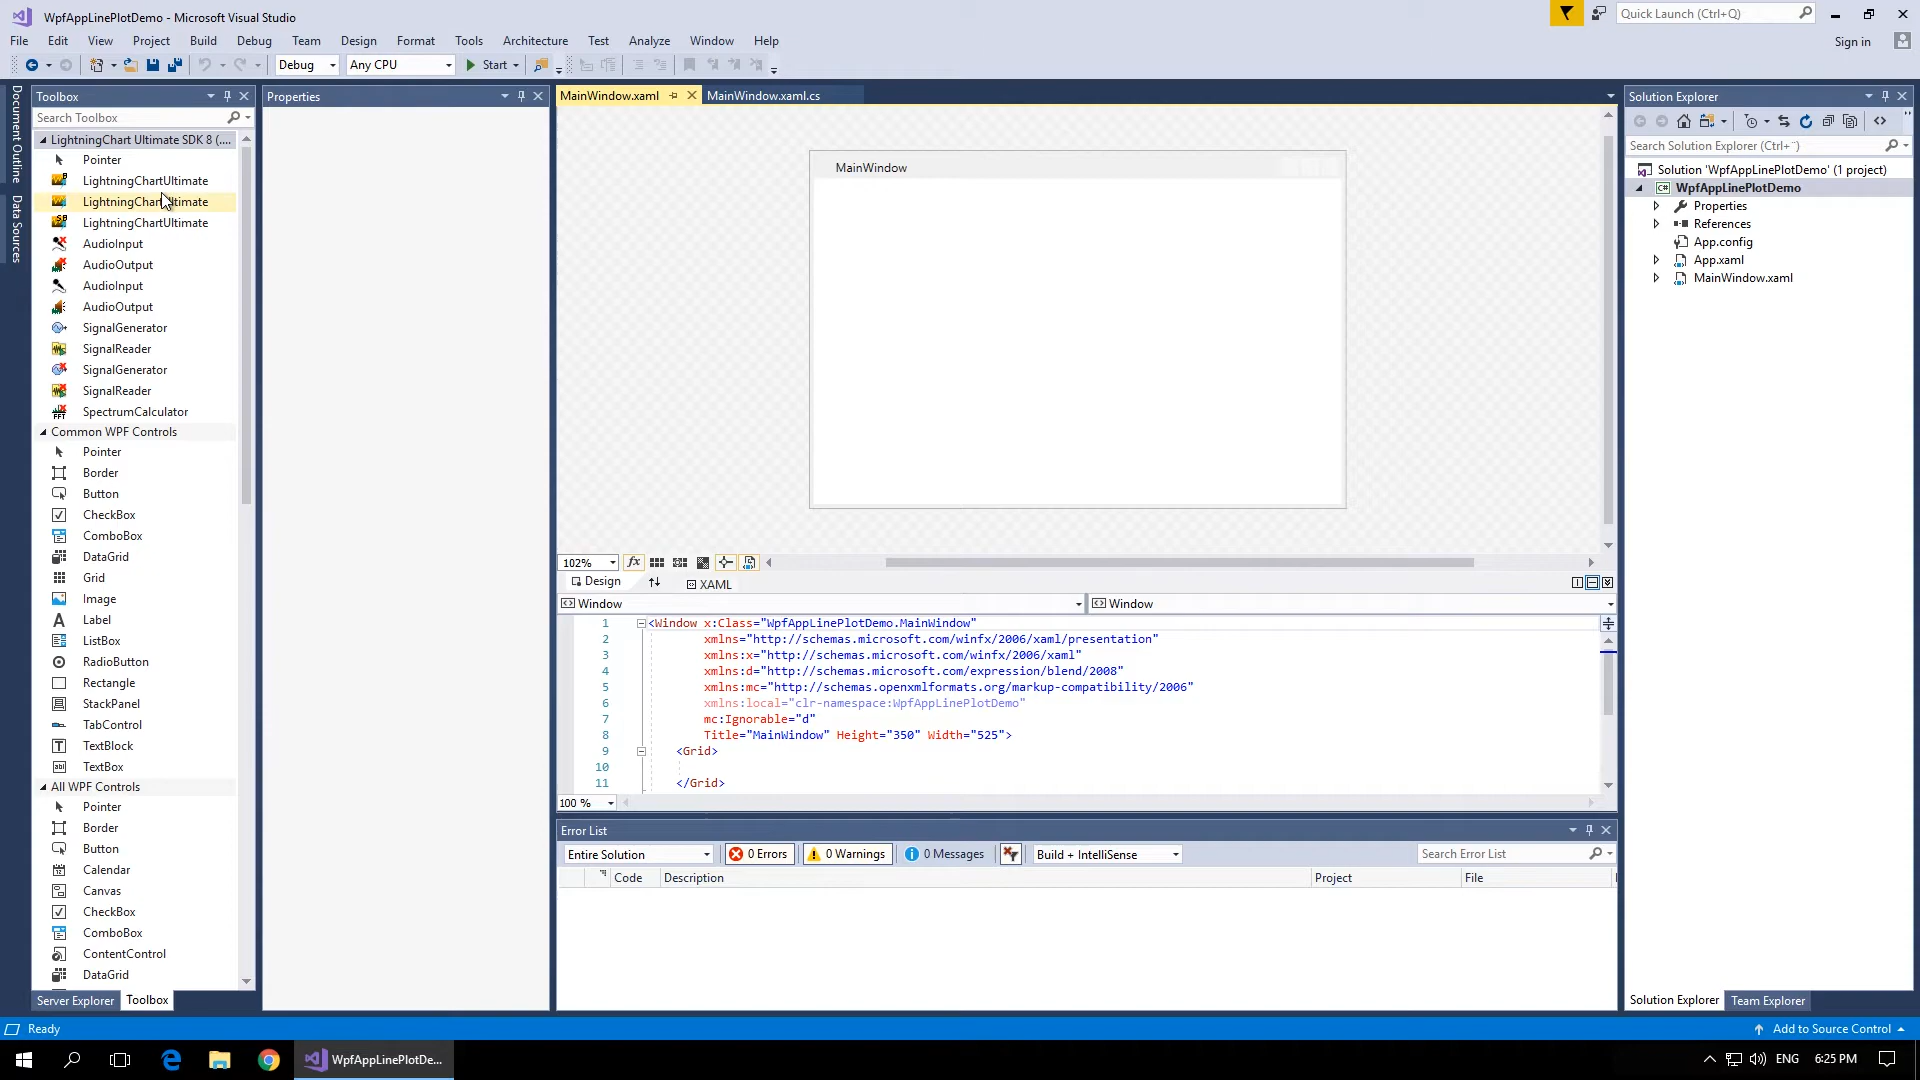 WpfAppLinePlotDemo - Microsoft Visual Studio
Quick Launch (Ctrl+Q)
File Edit View Project Build Debug Team Design Format Tools Architecture Test Analyze Window Help
Sign in
Debug Any CPU Start
Document Outline
Data Sources
Toolbox
Search Toolbox
LightningChart Ultimate SDK 8 (....
Pointer
LightningChartUltimate
LightningChartUltimate
LightningChartUltimate
AudioInput
AudioOutput
AudioInput
AudioOutput
SignalGenerator
SignalReader
SignalGenerator
SignalReader
SpectrumCalculator
Common WPF Controls
Pointer
Border
Button
CheckBox
ComboBox
DataGrid
Grid
Image
Label
ListBox
RadioButton
Rectangle
StackPanel
TabControl
TextBlock
TextBox
All WPF Controls
Pointer
Border
Button
Calendar
Canvas
CheckBox
ComboBox
ContentControl
DataGrid
Server Explorer Toolbox
Properties
MainWindow.xaml MainWindow.xaml.cs
MainWindow
102%
Design XAML
Window Window
1 <Window x:Class="WpfAppLinePlotDemo.MainWindow"
2 xmlns="http://schemas.microsoft.com/winfx/2006/xaml/presentation"
3 xmlns:x="http://schemas.microsoft.com/winfx/2006/xaml"
4 xmlns:d="http://schemas.microsoft.com/expression/blend/2008"
5 xmlns:mc="http://schemas.openxmlformats.org/markup-compatibility/2006"
6 xmlns:local="clr-namespace:WpfAppLinePlotDemo"
7 mc:Ignorable="d"
8 Title="MainWindow" Height="350" Width="525">
9 <Grid>
10
11 </Grid>
100 %
Error List
Entire Solution 0 Errors 0 Warnings 0 Messages Build + IntelliSense Search Error List
Code Description Project File
Solution Explorer
Search Solution Explorer (Ctrl+¨)
Solution 'WpfAppLinePlotDemo' (1 project)
WpfAppLinePlotDemo
Properties
References
App.config
App.xaml
MainWindow.xaml
Solution Explorer Team Explorer
Ready
Add to Source Control
WpfAppLinePlotDe...
ENG 6:25 PM